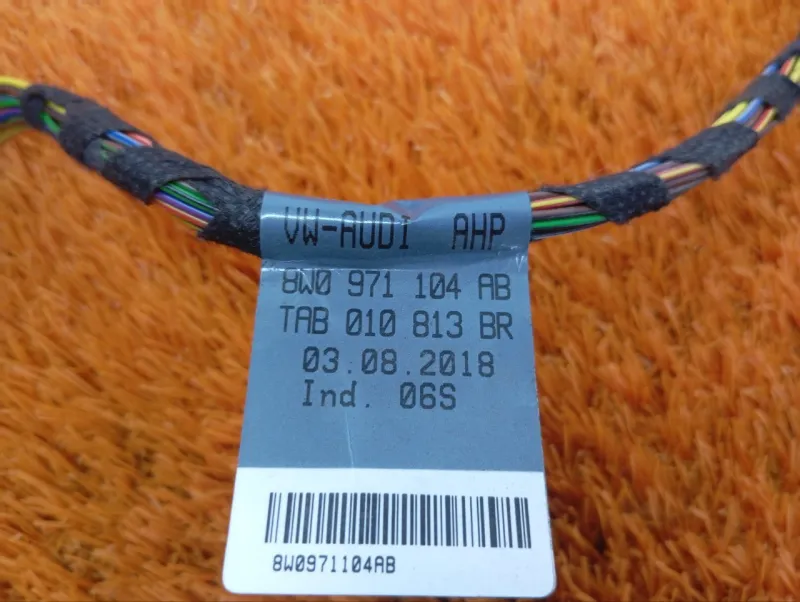 VW-AUDI AHP
8W0 971 104 AB
TAB 010 813 BR
03.08.2018
Ind. 06S
8W0971104AB